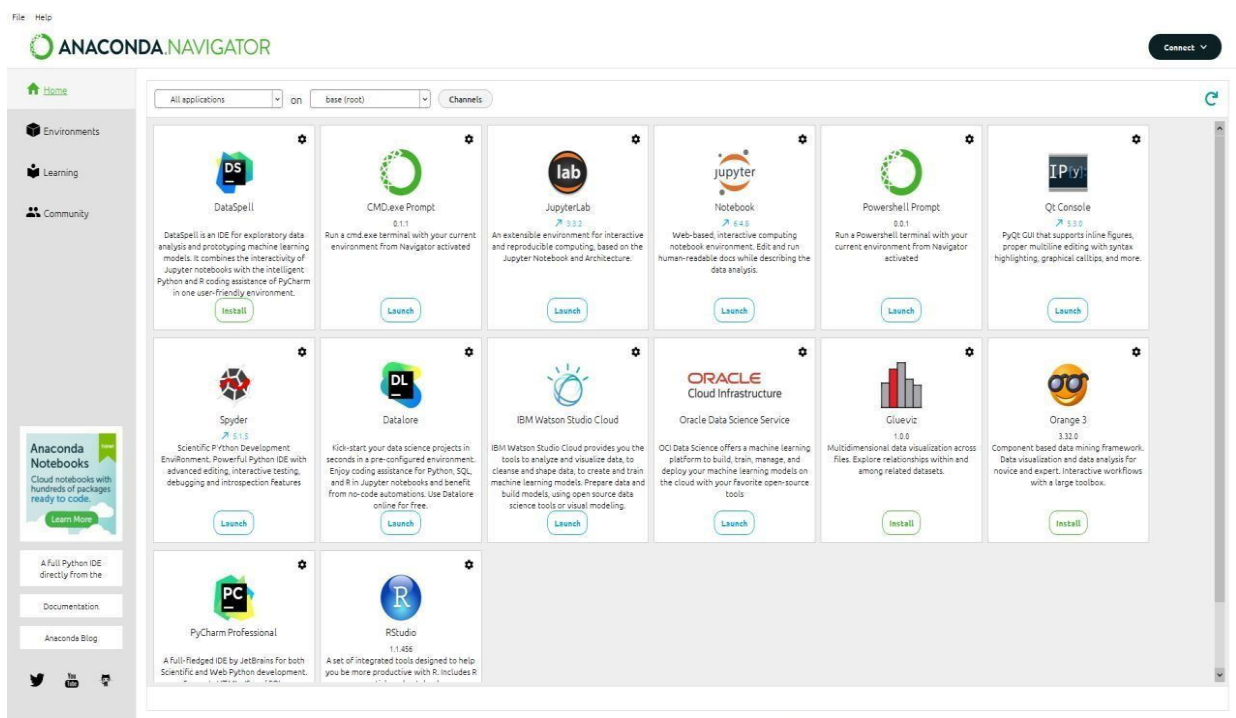 File Help
ANACONDA.NAVIGATOR
Connect
Home
Environments
Learning
Community
All applications on base (root) Channels
DS
DataSpell
DataSpell is an IDE for exploratory data
analysis and prototyping machine learning
models. It combines the interactivity of
Jupyter notebooks with the intelligent
Python and R coding assistance of PyCharm
in one user-friendly environment.
Install
CMD.exe Prompt
0.1.1
Run a cmd.exe terminal with your current
environment from Navigator activated
Launch
lab
JupyterLab
3.3.2
An extensible environment for interactive
and reproducible computing, based on the
Jupyter Notebook and Architecture.
Launch
jupyter
Notebook
6.4.8
Web-based, interactive computing
notebook environment. Edit and run
human-readable docs while describing the
data analysis.
Launch
Powershell Prompt
0.0.1
Run a Powershell terminal with your
current environment from Navigator
activated
Launch
IP[y]:
Qt Console
5.3.0
PyQt GUI that supports inline figures,
proper multiline editing with syntax
highlighting, graphical calltips, and more.
Launch
Spyder
5.1.5
Scientific PYthon Development
EnviRonment. Powerful Python IDE with
advanced editing, interactive testing,
debugging and introspection features
Launch
DL
Datalore
Kick-start your data science projects in
seconds in a pre-configured environment.
Enjoy coding assistance for Python, SQL,
and R in Jupyter notebooks and benefit
from no-code automations. Use Datalore
online for free.
Launch
IBM Watson Studio Cloud
IBM Watson Studio Cloud provides you the
tools to analyze and visualize data, to
cleanse and shape data, to create and train
machine learning models. Prepare data and
build models, using open source data
science tools or visual modeling.
Launch
ORACLE
Cloud Infrastructure
Oracle Data Science Service
OCI Data Science offers a machine learning
platform to build, train, manage, and
deploy your machine learning models on
the cloud with your favorite open-source
tools
Launch
Glueviz
1.0.0
Multidimensional data visualization across
files. Explore relationships within and
among related datasets.
Install
Orange 3
3.32.0
Component based data mining framework.
Data visualization and data analysis for
novice and expert. Interactive workflows
with a large toolbox.
Install
PC
PyCharm Professional
A full-fledged IDE by JetBrains for both
Scientific and Web Python development.
R
RStudio
1.1.456
A set of integrated tools designed to help
you be more productive with R. Includes R
Anaconda
Notebooks
new!
Cloud notebooks with
hundreds of packages
ready to code.
Learn More
A full Python IDE
directly from the
Documentation
Anaconda Blog
You
Tube